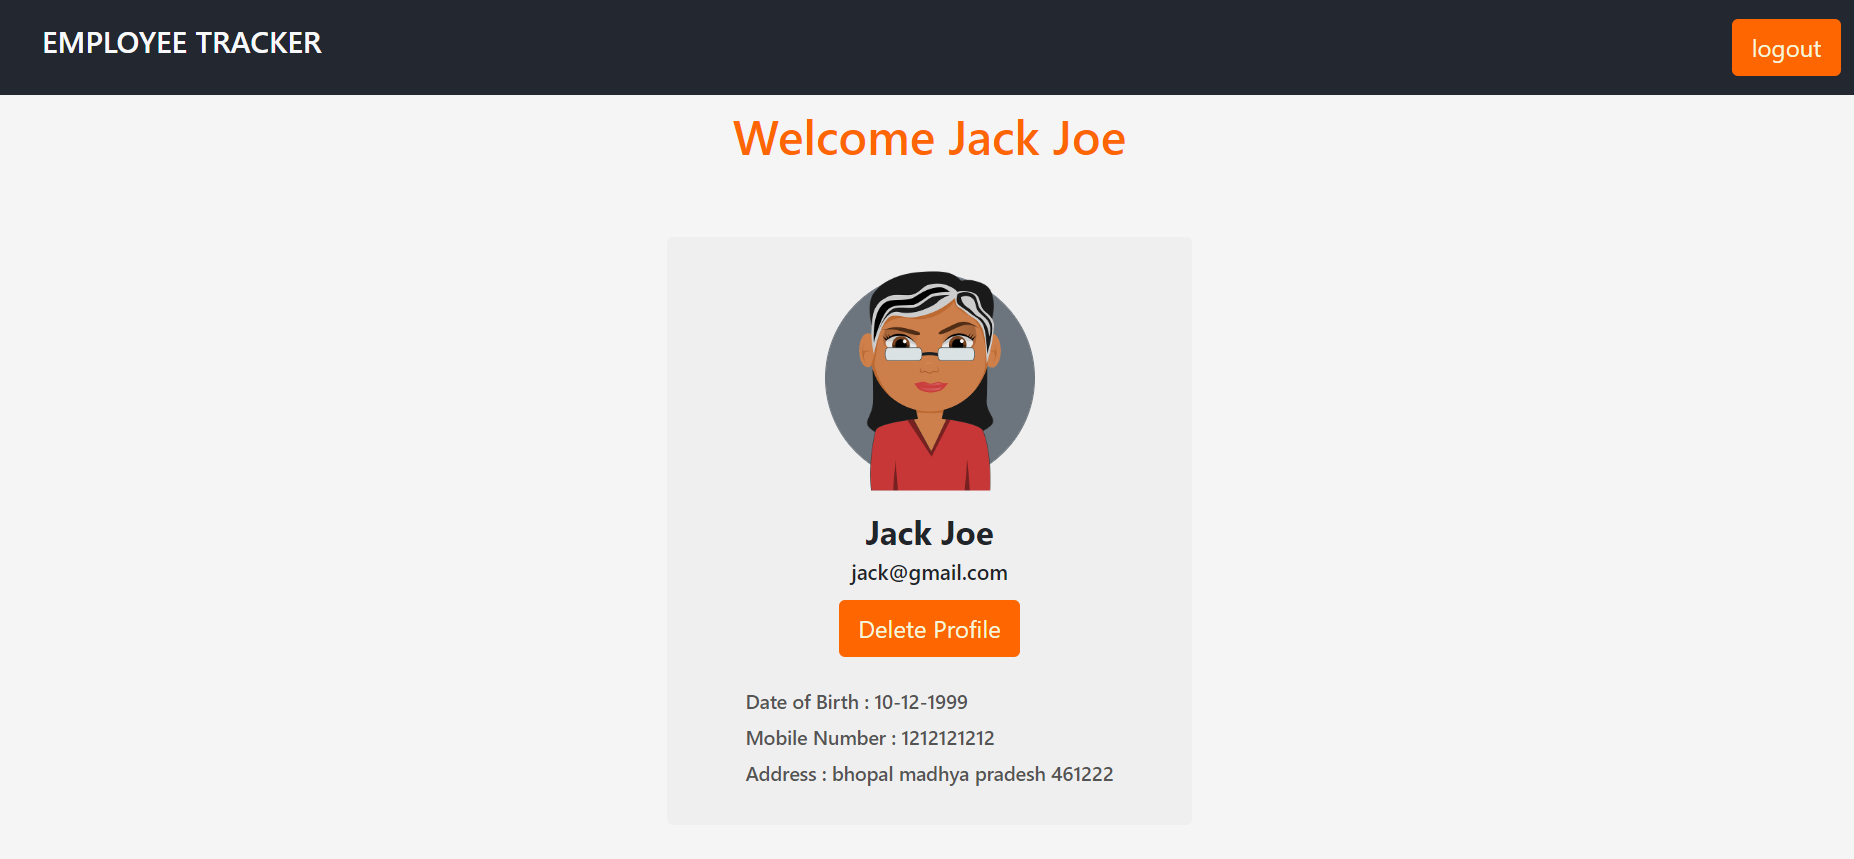 EMPLOYEE TRACKER
logout
Welcome Jack Joe
Jack Joe
jack@gmail.com
Delete Profile
Date of Birth : 10-12-1999
Mobile Number : 1212121212
Address : bhopal madhya pradesh 461222